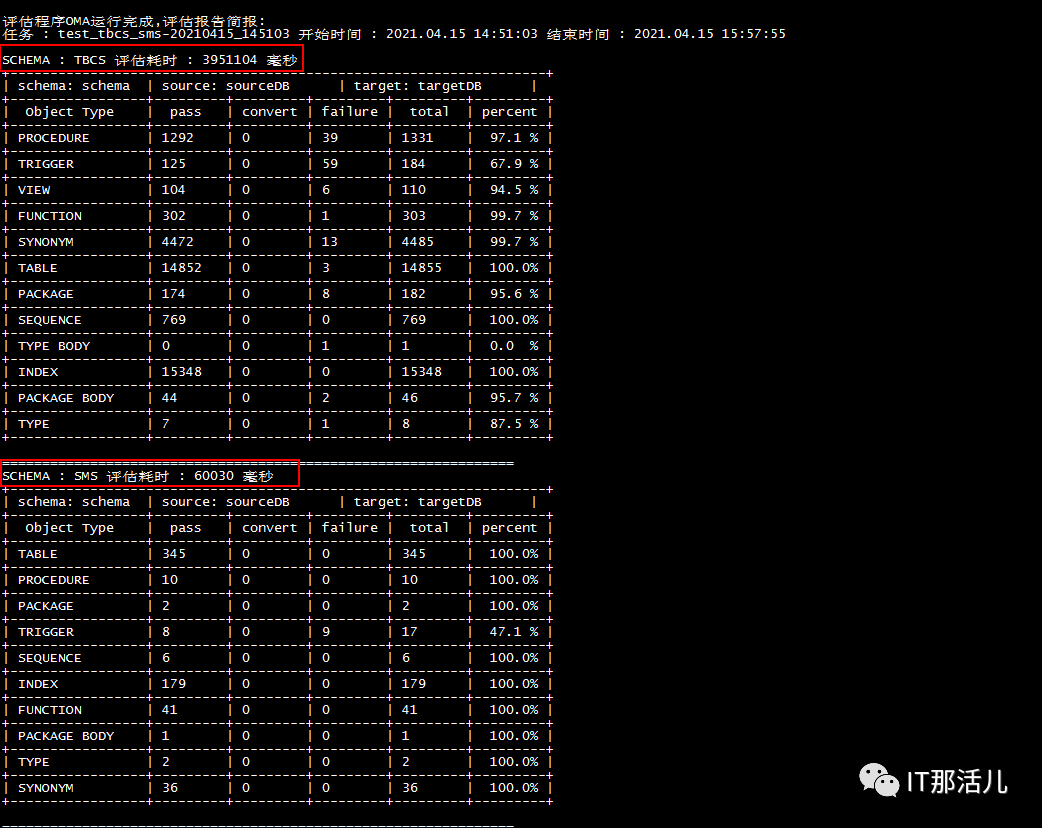 评估程序OMA运行完成,评估报告简报:
任务 : test_tbcs_sms-20210415_145103 开始时间 : 2021.04.15 14:51:03 结束时间 : 2021.04.15 15:57:55
SCHEMA : TBCS 评估耗时 : 3951104 毫秒
| schema: schema | source: sourceDB | target: targetDB |
| Object Type | pass | convert | failure | total | percent |
| PROCEDURE | 1292 | 0 | 39 | 1331 | 97.1 % |
| TRIGGER | 125 | 0 | 59 | 184 | 67.9 % |
| VIEW | 104 | 0 | 6 | 110 | 94.5 % |
| FUNCTION | 302 | 0 | 1 | 303 | 99.7 % |
| SYNONYM | 4472 | 0 | 13 | 4485 | 99.7 % |
| TABLE | 14852 | 0 | 3 | 14855 | 100.0% |
| PACKAGE | 174 | 0 | 8 | 182 | 95.6 % |
| SEQUENCE | 769 | 0 | 0 | 769 | 100.0% |
| TYPE BODY | 0 | 0 | 1 | 1 | 0.0 % |
| INDEX | 15348 | 0 | 0 | 15348 | 100.0% |
| PACKAGE BODY | 44 | 0 | 2 | 46 | 95.7 % |
| TYPE | 7 | 0 | 1 | 8 | 87.5 % |
SCHEMA : SMS 评估耗时 : 60030 毫秒
| schema: schema | source: sourceDB | target: targetDB |
| Object Type | pass | convert | failure | total | percent |
| TABLE | 345 | 0 | 0 | 345 | 100.0% |
| PROCEDURE | 10 | 0 | 0 | 10 | 100.0% |
| PACKAGE | 2 | 0 | 0 | 2 | 100.0% |
| TRIGGER | 8 | 0 | 9 | 17 | 47.1 % |
| SEQUENCE | 6 | 0 | 0 | 6 | 100.0% |
| INDEX | 179 | 0 | 0 | 179 | 100.0% |
| FUNCTION | 41 | 0 | 0 | 41 | 100.0% |
| PACKAGE BODY | 1 | 0 | 0 | 1 | 100.0% |
| TYPE | 2 | 0 | 0 | 2 | 100.0% |
| SYNONYM | 36 | 0 | 0 | 36 | 100.0% |
IT那活儿